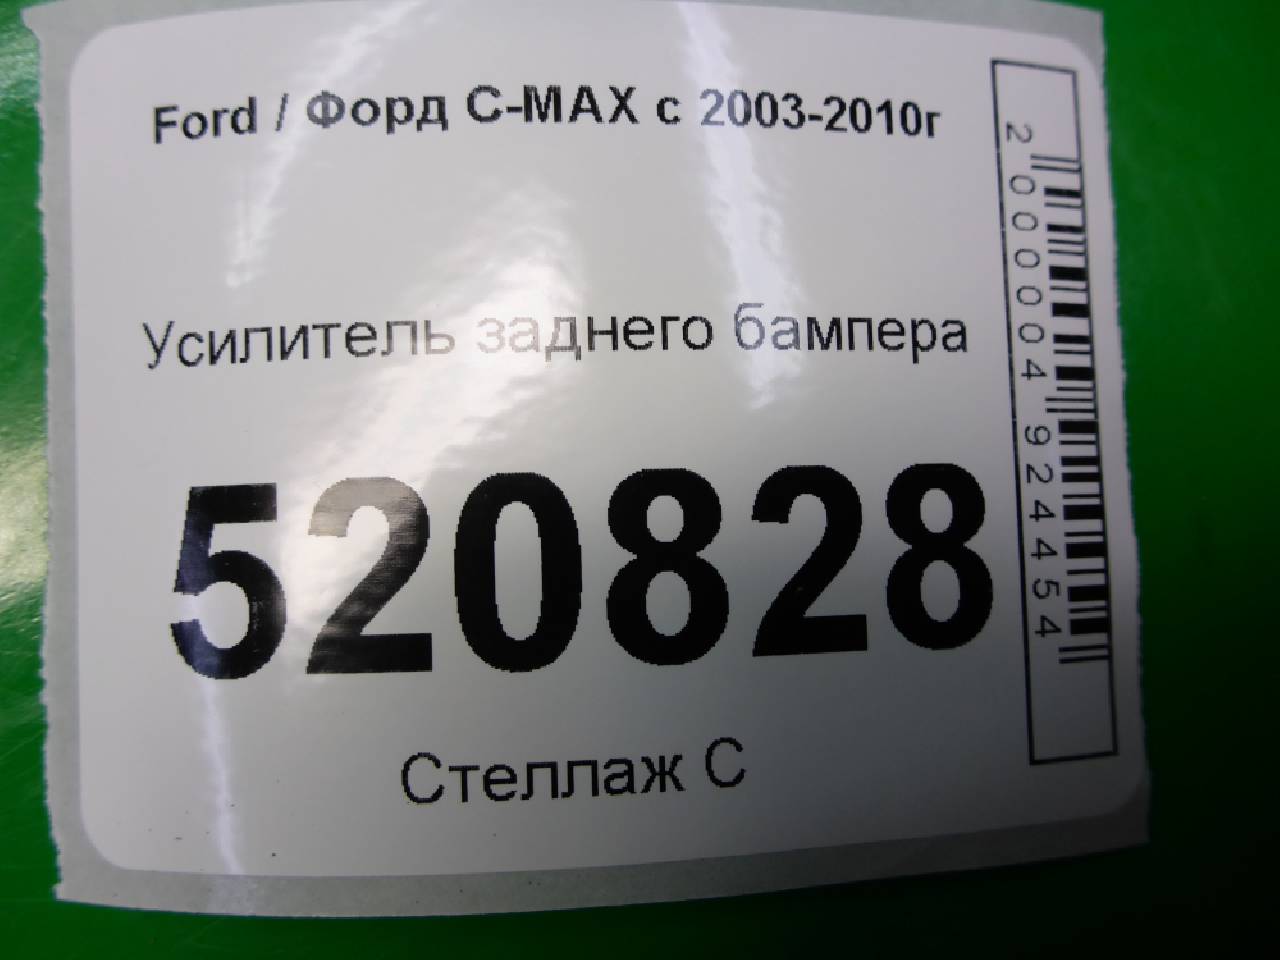 Ford / Форд C-MAX с 2003-2010г
Усилитель заднего бампера
520828
Стеллаж С
2000004924454